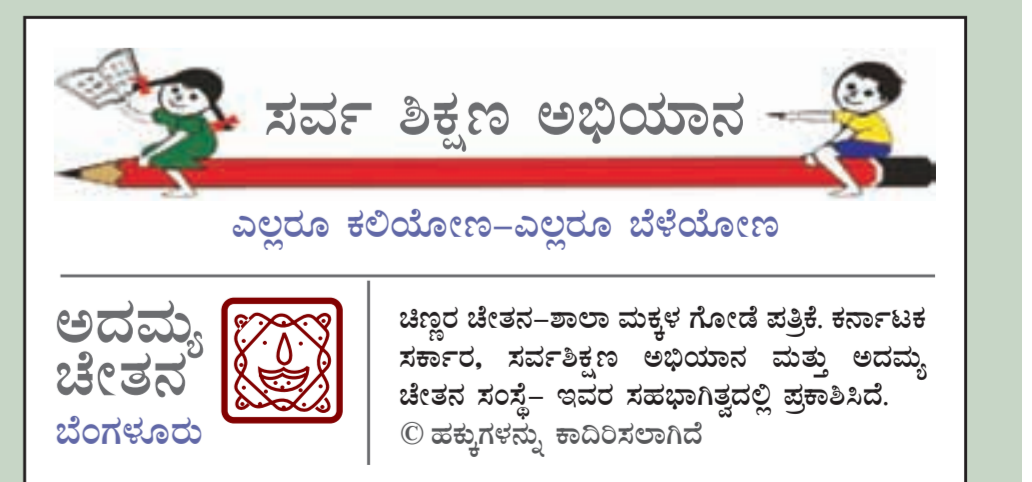 ಸರ್ವ ಶಿಕ್ಷಣ ಅಭಿಯಾನ
ಎಲ್ಲರೂ ಕಲಿಯೋಣ–ಎಲ್ಲರೂ ಬೆಳೆಯೋಣ
ಅದಮ್ಯ
ಚೇತನ
ಬೆಂಗಳೂರು
ಚಿಣ್ಣರ ಚೇತನ–ಶಾಲಾ ಮಕ್ಕಳ ಗೋಡೆ ಪತ್ರಿಕೆ. ಕರ್ನಾಟಕ
ಸರ್ಕಾರ, ಸರ್ವಶಿಕ್ಷಣ ಅಭಿಯಾನ ಮತ್ತು ಅದಮ್ಯ
ಚೇತನ ಸಂಸ್ಥೆ– ಇವರ ಸಹಭಾಗಿತ್ವದಲ್ಲಿ ಪ್ರಕಾಶಿಸಿದೆ.
© ಹಕ್ಕುಗಳನ್ನು ಕಾದಿರಿಸಲಾಗಿದೆ